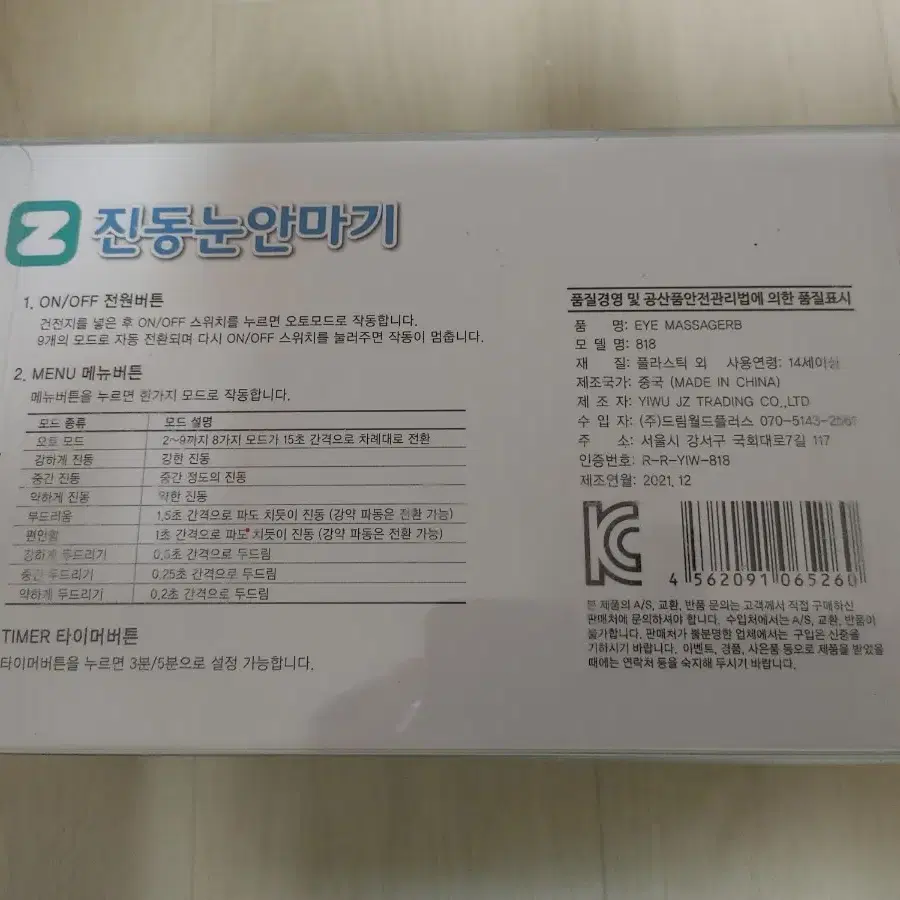 Z 진동눈안마기
1. ON/OFF 전원버튼
건전지를 넣은 후 ON/OFF 스위치를 누르면 오토모드로 작동합니다.
9개의 모드로 자동 전환되며 다시 ON/OFF 스위치를 눌러주면 작동이 멈춥니다.
2. MENU 메뉴버튼
메뉴버튼을 누르면 한가지 모드로 작동합니다.
모드 종류 모드 설명
오토 모드 2~9까지 8가지 모드가 15초 간격으로 차례대로 전환
강하게 진동 강한 진동
중간 진동 중간 정도의 진동
약하게 진동 약한 진동
부드러움 1.5초 간격으로 파도 치듯이 진동 (강약 파동은 전환 가능)
편안함 1초 간격으로 파도 치듯이 진동 (강약 파동은 전환 가능)
강하게 두드리기 0.5초 간격으로 두드림
중간 두드리기 0.25초 간격으로 두드림
약하게 두드리기 0.2초 간격으로 두드림
TIMER 타이머버튼
타이머버튼을 누르면 3분/5분으로 설정 가능합니다.
품질경영 및 공산품안전관리법에 의한 품질표시
품 명: EYE MASSAGERB
모 델 명: 818
재 질: 플라스틱 외 사용연령: 14세이상
제조국가: 중국 (MADE IN CHINA)
제 조 자: YIWU JZ TRADING CO.,LTD
수 입 자: (주)드림월드플러스 070-5143-2567
주 소: 서울시 강서구 국회대로7길 117
인증번호: R-R-YIW-818
제조연월: 2021.12
KC
4 562091 065260
본 제품의 A/S, 교환, 반품 문의는 고객께서 직접 구매하신
판매처에 문의하셔야 합니다. 수입처에서는 A/S, 교환, 반품이
불가합니다. 판매처가 불분명한 업체에서는 구입은 신중을
기하시기 바랍니다. 이벤트, 경품, 사은품 등으로 제품을 받았을
때에는 연락처 등을 숙지해 두시기 바랍니다.